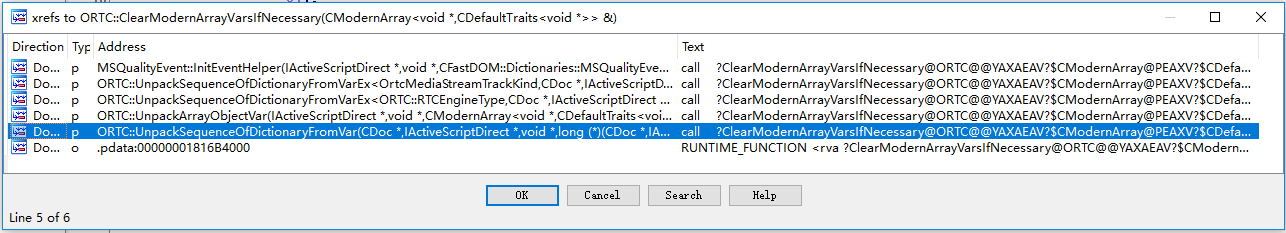 xrefs to ORTC::ClearModernArrayVarsIfNecessary(CModernArray<void *,CDefaultTraits<void *>> &)
Direction Typ Address Text
Do... p MSQualityEvent::InitEventHelper(IActiveScriptDirect *,void *,CFastDOM::Dictionaries::MSQualityEve... call ?ClearModernArrayVarsIfNecessary@ORTC@@YAXAEAV?$CModernArray@PEAXV?$CDefa...
Do... p ORTC::UnpackSequenceOfDictionaryFromVarEx<OrtcMediaStreamTrackKind,CDoc *,IActiveScriptD... call ?ClearModernArrayVarsIfNecessary@ORTC@@YAXAEAV?$CModernArray@PEAXV?$CDefa...
Do... p ORTC::UnpackSequenceOfDictionaryFromVarEx<ORTC::RTCEngineType,CDoc *,IActiveScriptDirect ... call ?ClearModernArrayVarsIfNecessary@ORTC@@YAXAEAV?$CModernArray@PEAXV?$CDefa...
Do... p ORTC::UnpackArrayObjectVar(IActiveScriptDirect *,void *,CModernArray<void *,CDefaultTraits<voi... call ?ClearModernArrayVarsIfNecessary@ORTC@@YAXAEAV?$CModernArray@PEAXV?$CDefa...
Do... p ORTC::UnpackSequenceOfDictionaryFromVar(CDoc *,IActiveScriptDirect *,void *,long (*)(CDoc *,IA... call ?ClearModernArrayVarsIfNecessary@ORTC@@YAXAEAV?$CModernArray@PEAXV?$CDefa...
Do... o .pdata:00000001816B4000 RUNTIME_FUNCTION <rva ?ClearModernArrayVarsIfNecessary@ORTC@@YAXAEAV?$CModern...
OK Cancel Search Help
Line 5 of 6